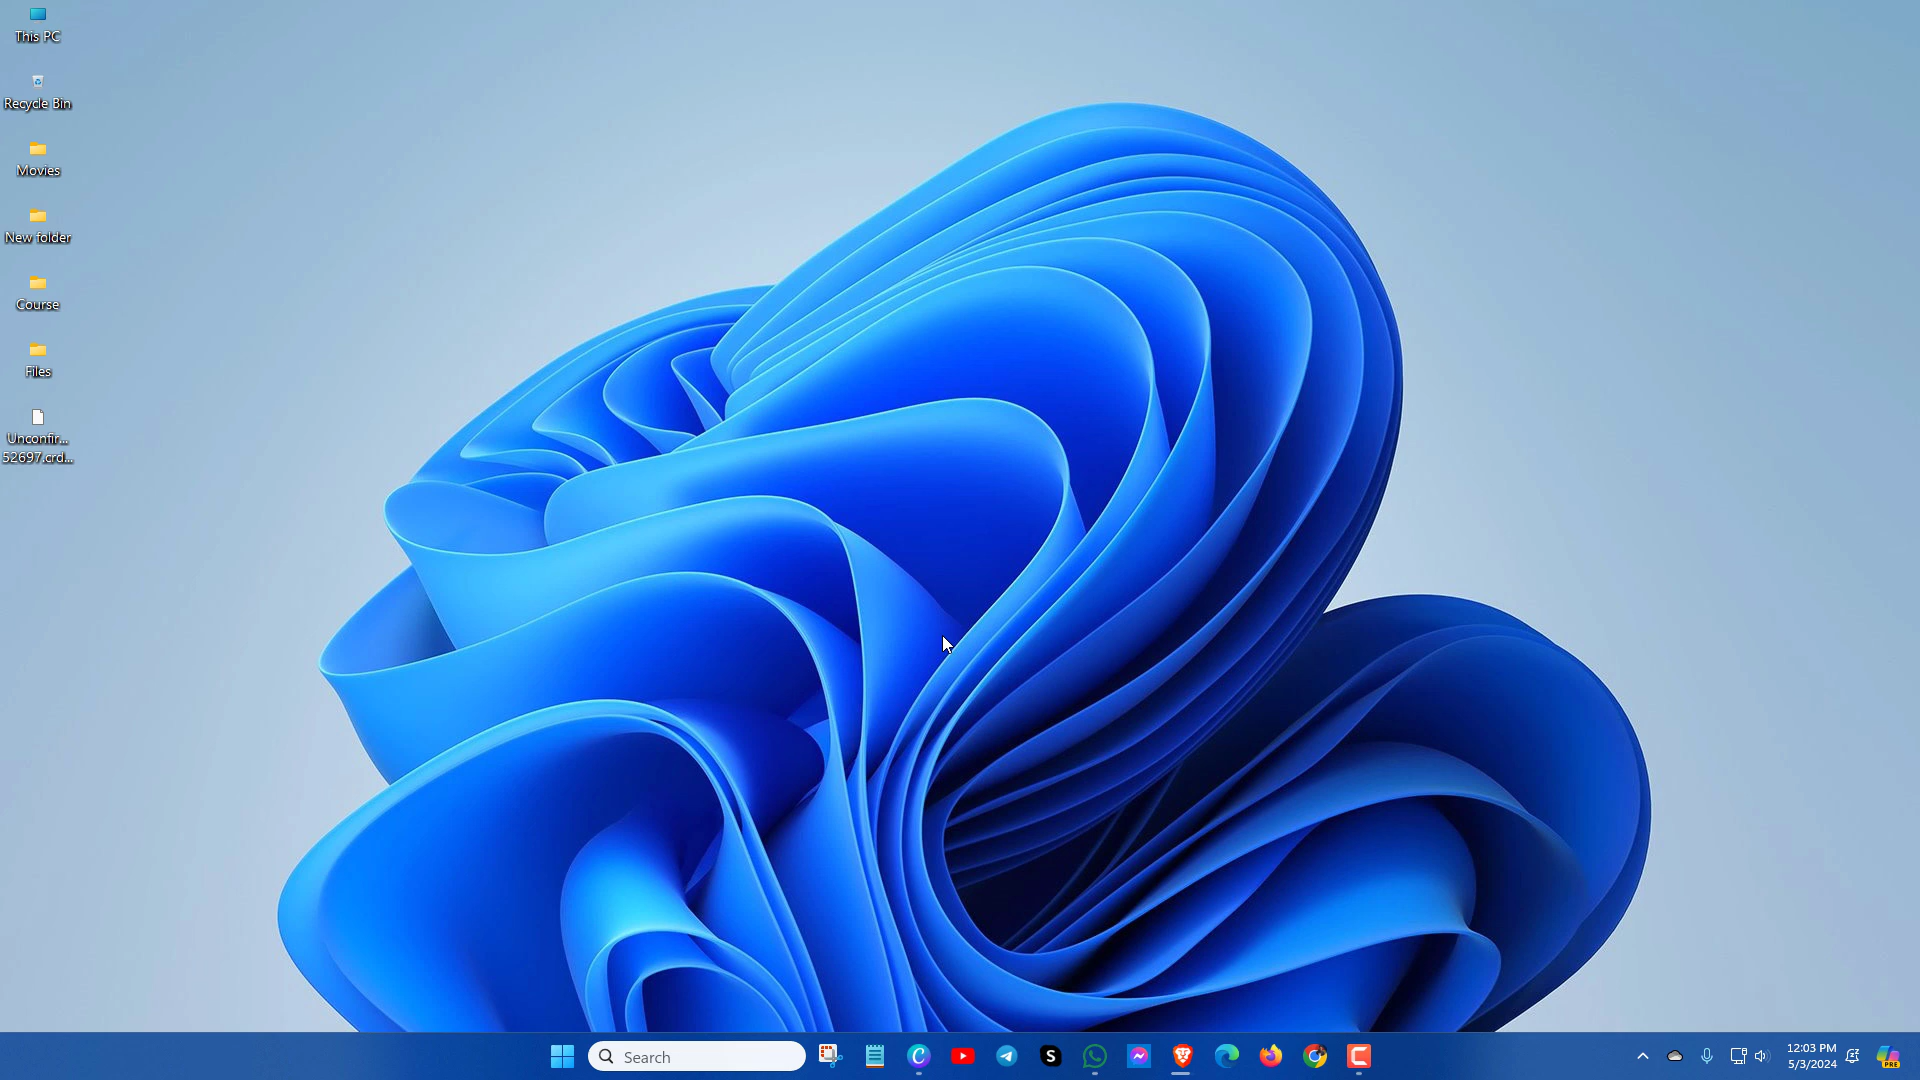 This PC
Recycle Bin
Movies
New folder
Course
Files
Unconfir...
52697.crd...
Search
12:03 PM
5/3/2024
PRE